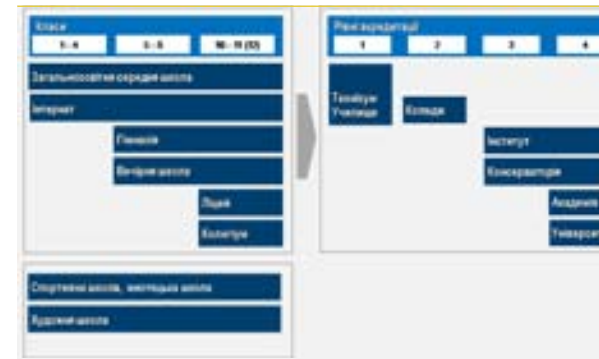 Класи
1 - 4
5 - 9
10 - 11 (12)
Загальноосвітня середня школа
Інтернат
Гімназія
Вечірня школа
Ліцей
Колегіум
Спортивна школа, мистецька школа
Художня школа
Рівні акредитації
1
2
3
4
Технікум
Училище
Коледж
Інститут
Консерваторія
Академія
Університет